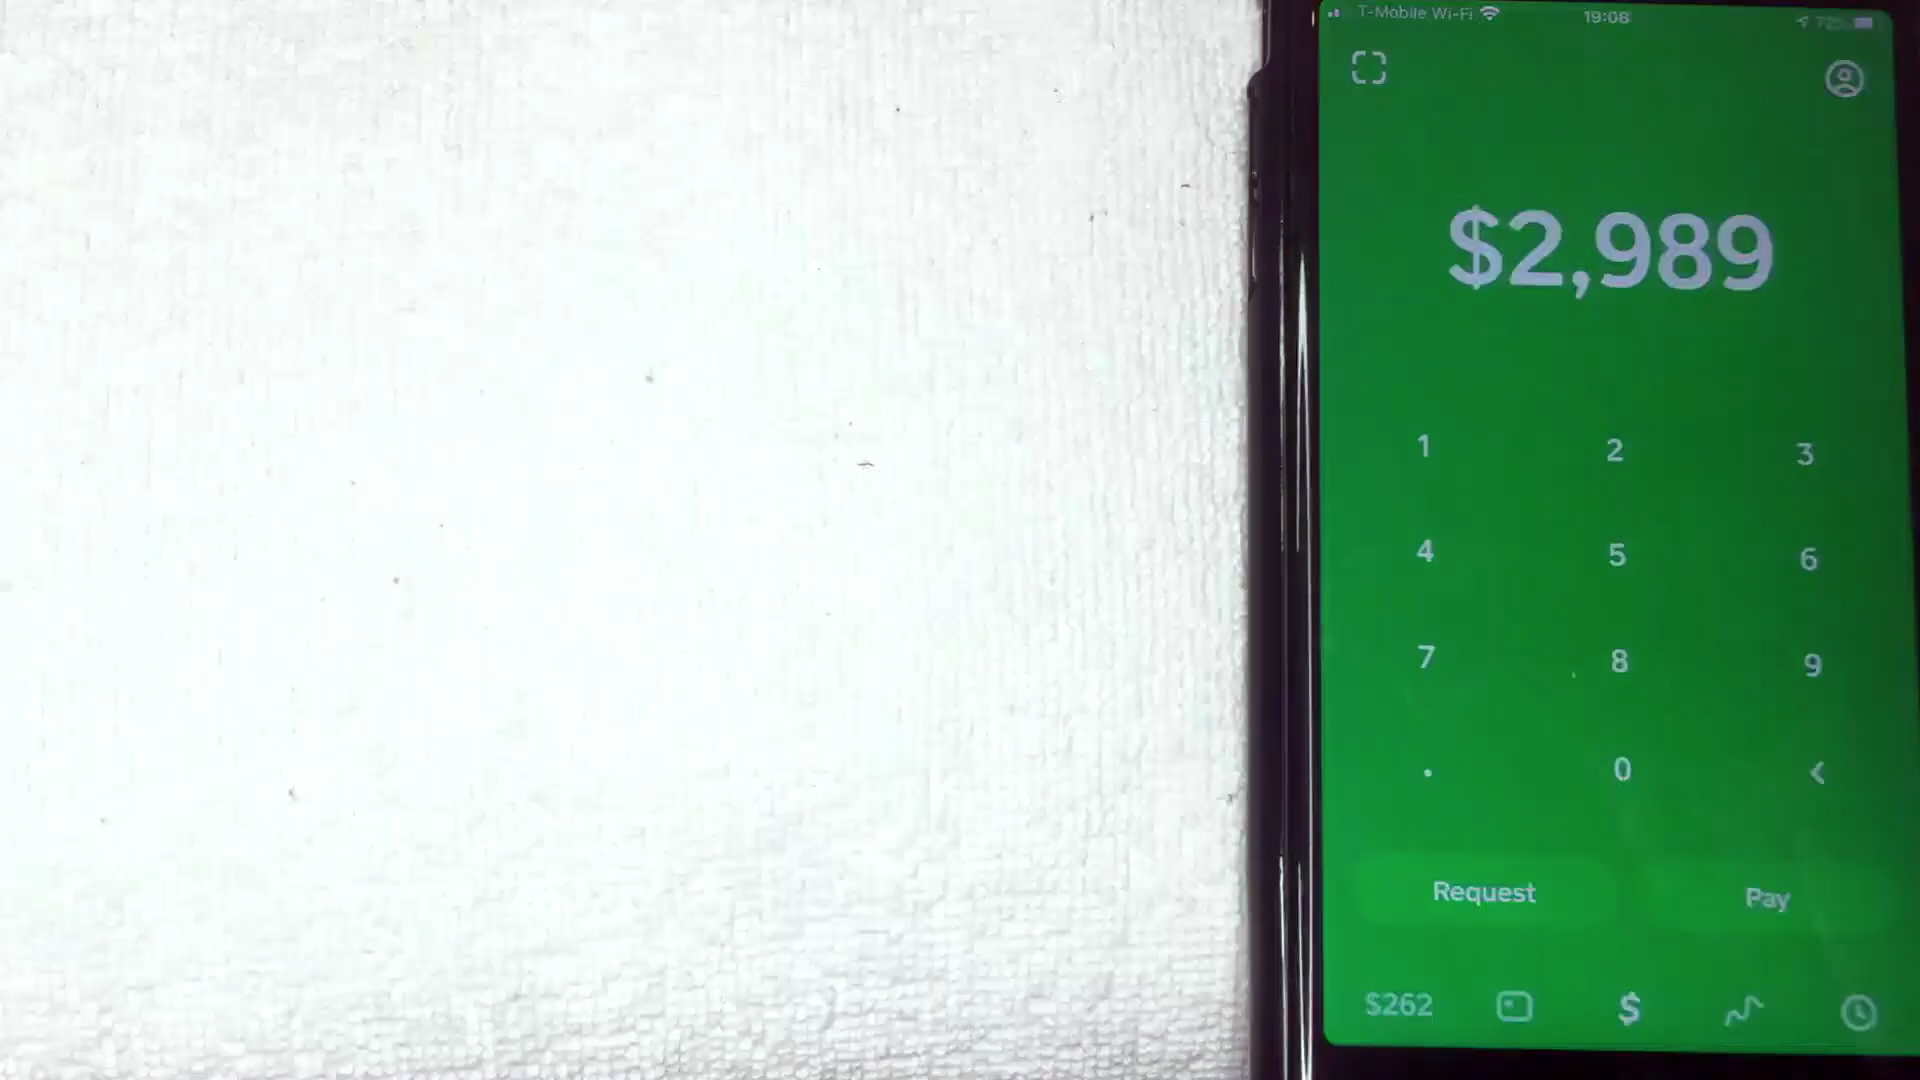 T-Mobile Wi-Fi 19:08 72%
$2,989
1 2 3
4 5 6
7 8 9
. 0 <
Request Pay
$262 $